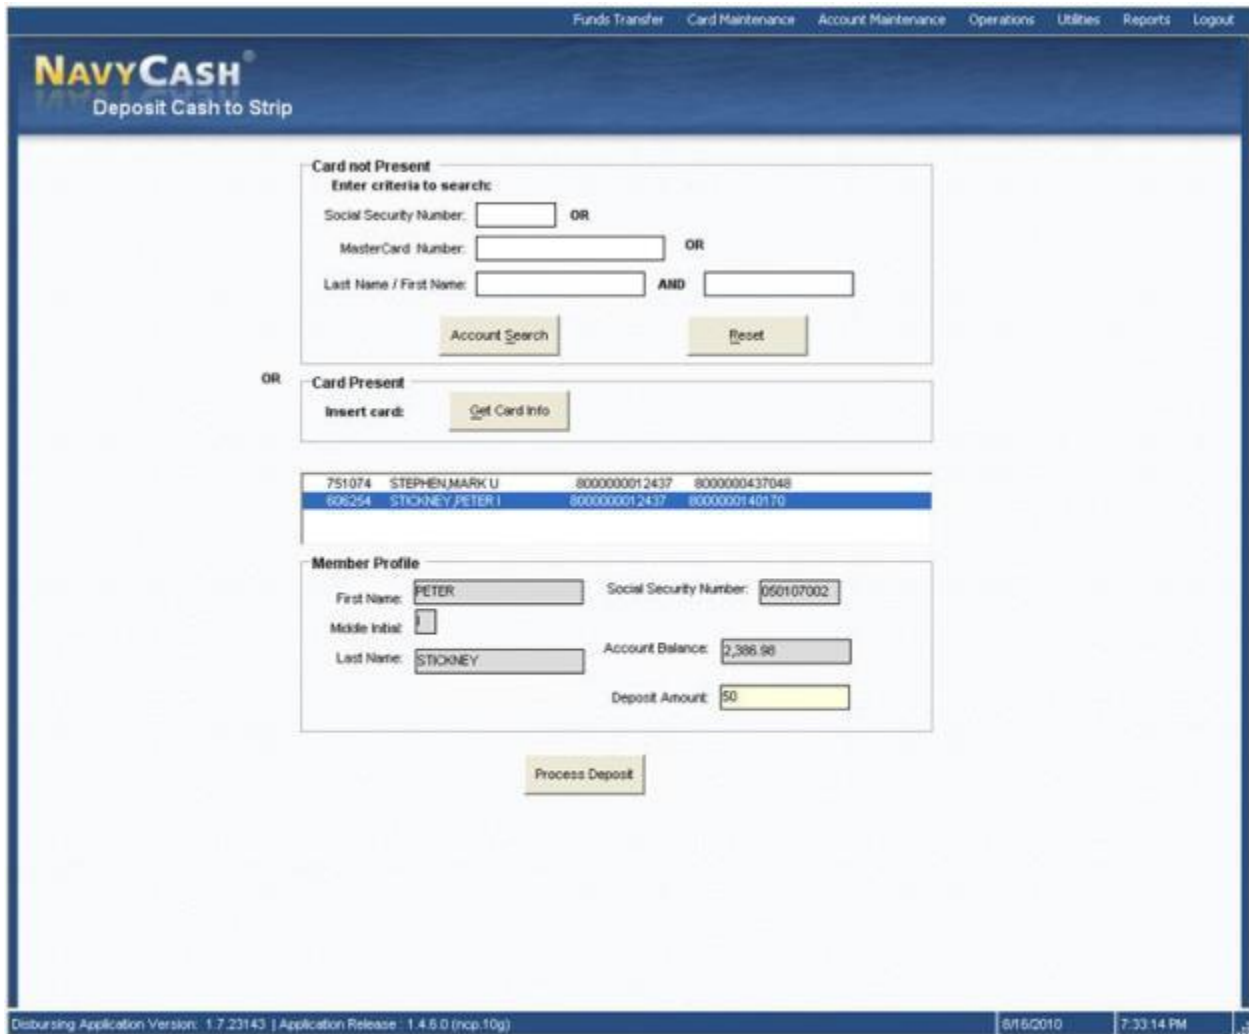 Funds Transfer Card Maintenance Account Maintenance Operations Utilities Reports Logout
NAVYCASH®
Deposit Cash to Strip
Card not Present
Enter criteria to search:
Social Security Number: OR
MasterCard Number: OR
Last Name / First Name: AND
Account Search Reset
OR
Card Present
Insert card: Get Card Info
751074 STEPHEN,MARK U 8000000012437 8000000437048
606254 STICKNEY,PETER I 8000000012437 8000000140170
Member Profile
First Name: PETER Social Security Number: 050107002
Middle Initial: I
Last Name: STICKNEY Account Balance: 2,386.98
Deposit Amount: 50
Process Deposit
Disbursing Application Version: 1.7.23143 | Application Release : 1.4.6.0 (ncp.10g) 6/16/2010 7:33:14 PM